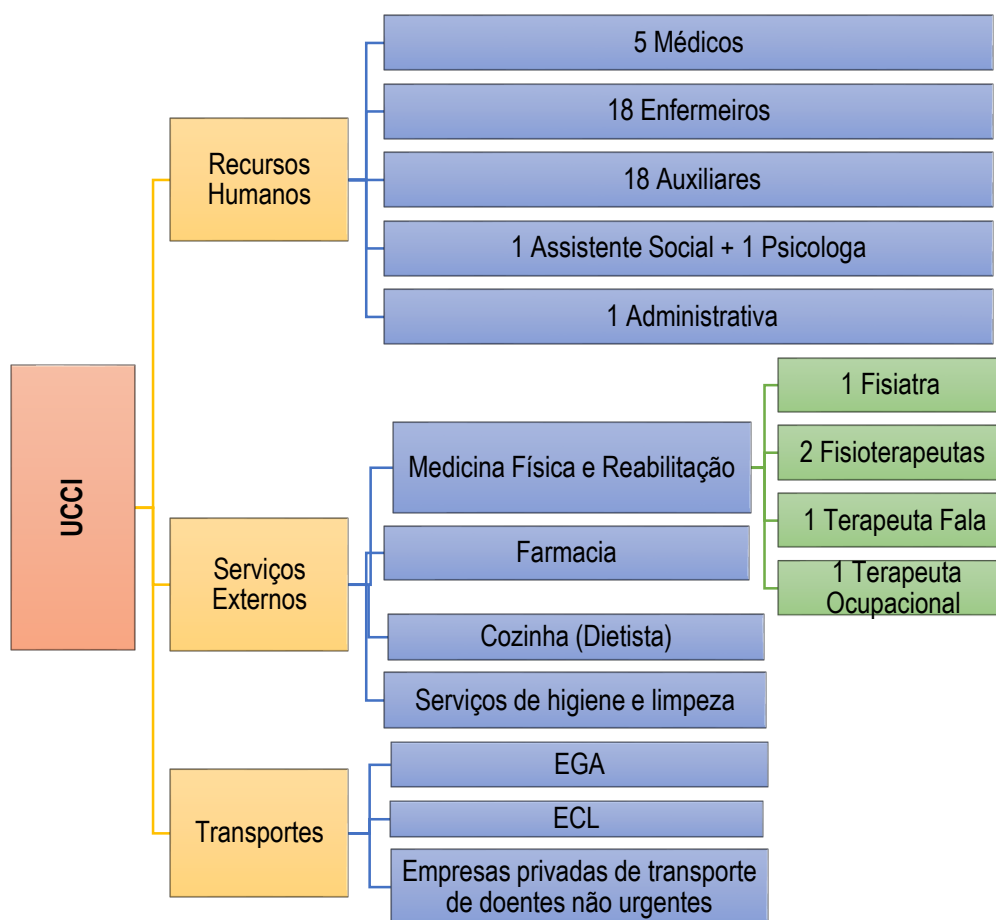 UCCI
Recursos
Humanos
5 Médicos
18 Enfermeiros
18 Auxiliares
1 Assistente Social + 1 Psicologa
1 Administrativa
Serviços
Externos
Medicina Física e Reabilitação
1 Fisiatra
2 Fisioterapeutas
1 Terapeuta Fala
1 Terapeuta
Ocupacional
Farmacia
Cozinha (Dietista)
Serviços de higiene e limpeza
Transportes
EGA
ECL
Empresas privadas de transporte
de doentes não urgentes